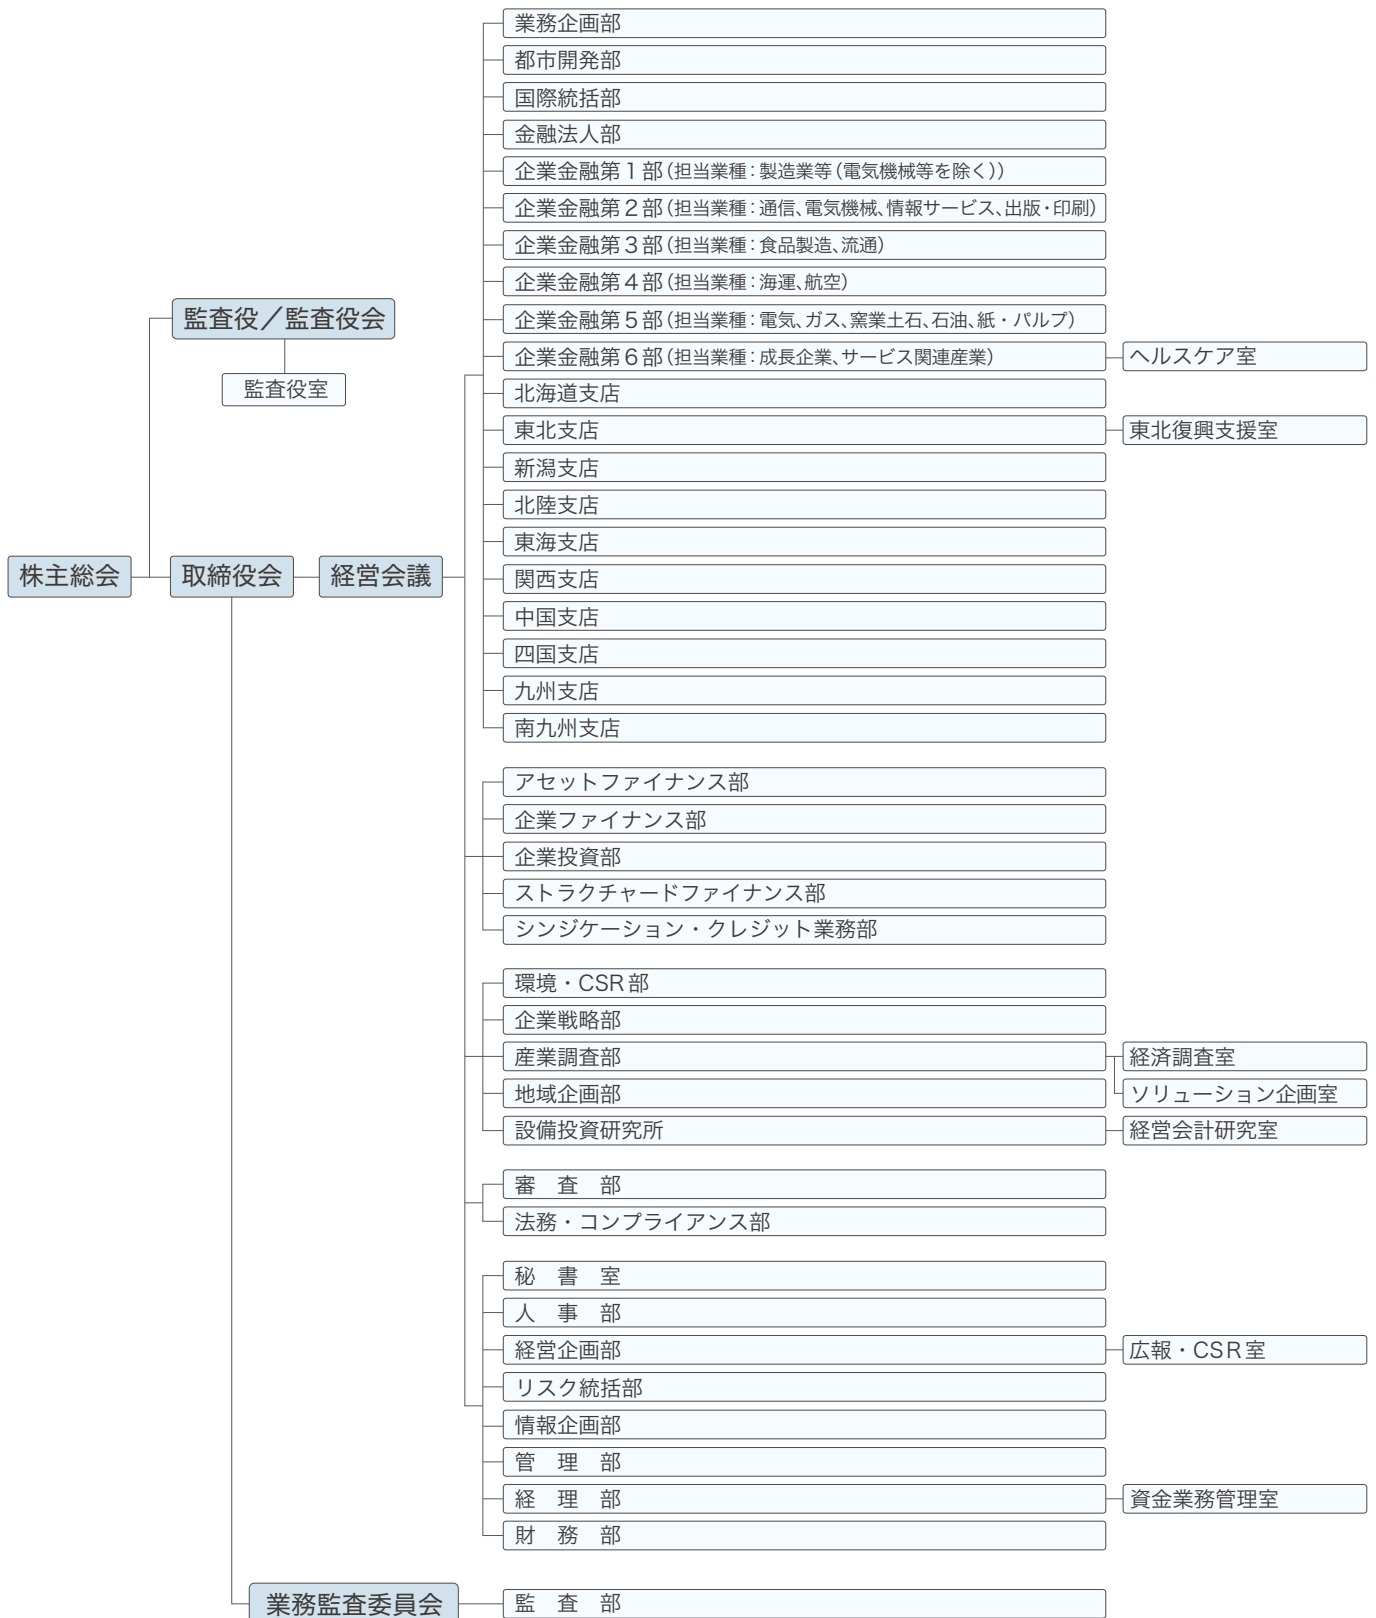 業務企画部
都市開発部
国際統括部
金融法人部
企業金融第1部(担当業種:製造業等(電気機械等を除く))
企業金融第2部(担当業種:通信、電気機械、情報サービス、出版・印刷)
企業金融第3部(担当業種:食品製造、流通)
企業金融第4部(担当業種:海運、航空)
監査役/監査役会
企業金融第5部(担当業種:電気、ガス、窯業土石、石油、紙・パルプ)
企業金融第6部(担当業種:成長企業、サービス関連産業) ヘルスケア室
監査役室
北海道支店
東北支店 東北復興支援室
新潟支店
北陸支店
東海支店
株主総会 取締役会 経営会議
関西支店
中国支店
四国支店
九州支店
南九州支店
アセットファイナンス部
企業ファイナンス部
企業投資部
ストラクチャードファイナンス部
シンジケーション・クレジット業務部
環境・CSR部
企業戦略部
産業調査部 経済調査室
地域企画部 ソリューション企画室
設備投資研究所 経営会計研究室
審 査 部
法務・コンプライアンス部
秘 書 室
人 事 部
経営企画部 広報・CSR室
リスク統括部
情報企画部
管 理 部
経 理 部 資金業務管理室
財 務 部
業務監査委員会 監 査 部